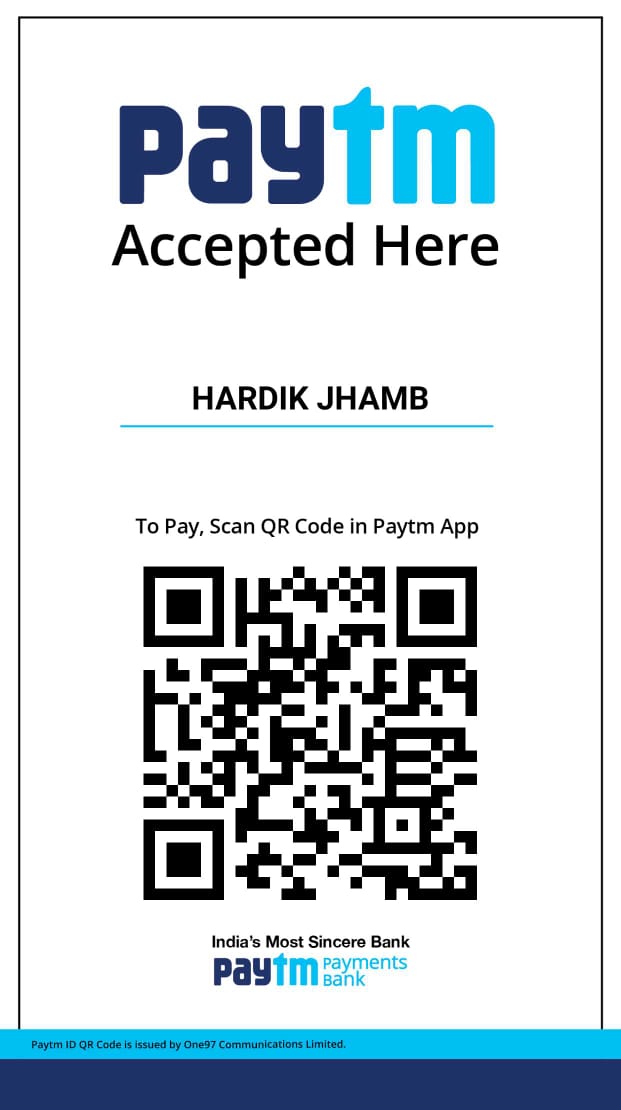 paytm
Accepted Here
HARDIK JHAMB
To Pay, Scan QR Code in Paytm App
India's Most Sincere Bank
paytm Payments
Bank
Paytm ID QR Code is issued by One97 Communications Limited.